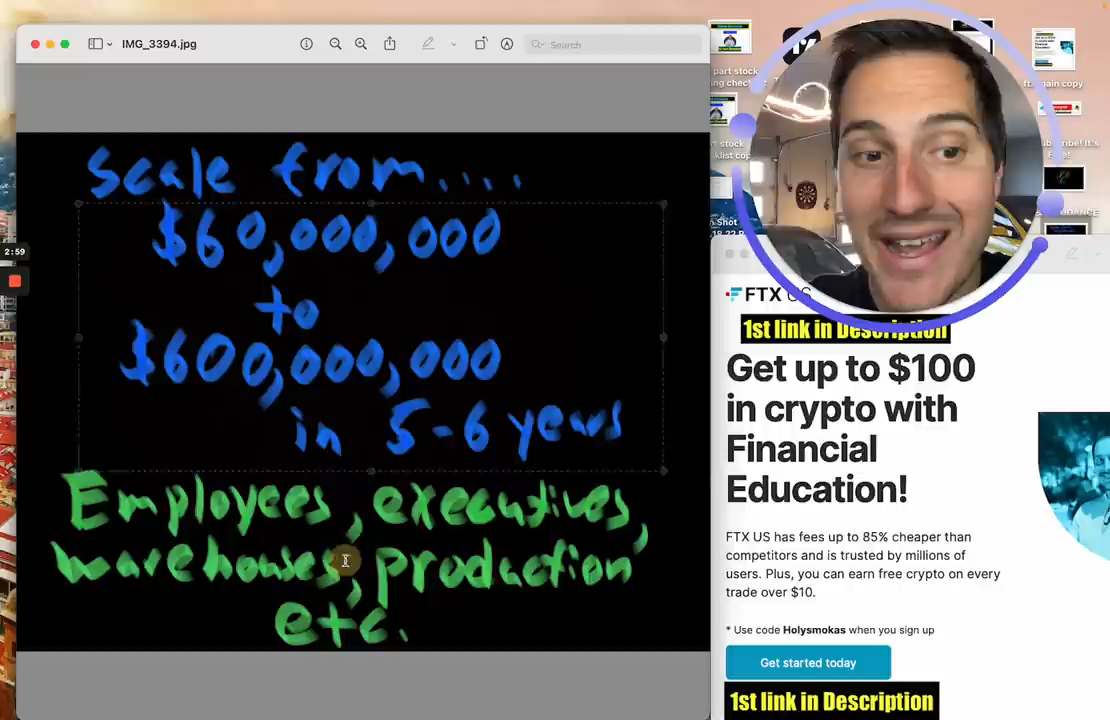 IMG_3394.jpg
Search
Scale from....
$60,000,000
to
$600,000,000
in 5-6 years
Employees, executives,
warehouses, production
etc.
2:59
part stock
copy
FTX US
1st link in Description
Get up to $100
in crypto with
Financial
Education!
FTX US has fees up to 85% cheaper than
competitors and is trusted by millions of
users. Plus, you can earn free crypto on every
trade over $10.
* Use code Holysmokas when you sign up
Get started today
1st link in Description